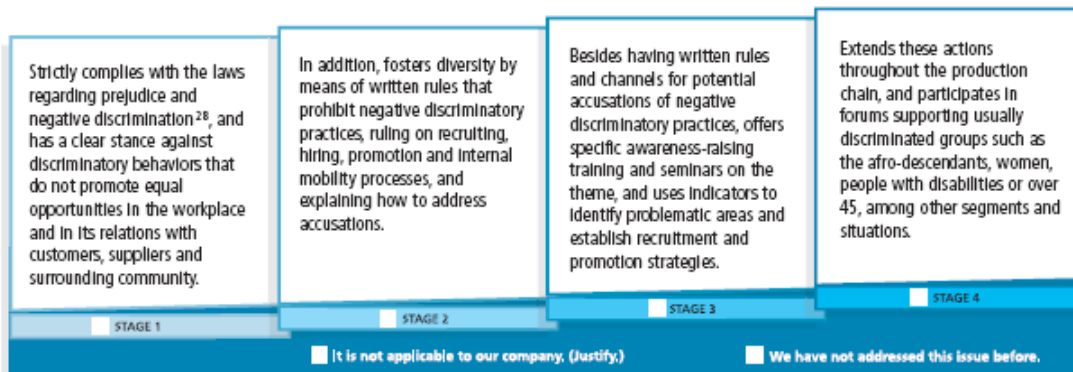 Strictly complies with the laws
regarding prejudice and
negative discrimination28, and
has a clear stance against
discriminatory behaviors that
do not promote equal
opportunities in the workplace
and in its relations with
customers, suppliers and
surrounding community.
STAGE 1
In addition, fosters diversity by
means of written rules that
prohibit negative discriminatory
practices, ruling on recruiting,
hiring, promotion and internal
mobility processes, and
explaining how to address
accusations.
STAGE 2
Besides having written rules
and channels for potential
accusations of negative
discriminatory practices, offers
specific awareness-raising
training and seminars on the
theme, and uses indicators to
identify problematic areas and
establish recruitment and
promotion strategies.
STAGE 3
Extends these actions
throughout the production
chain, and participates in
forums supporting usually
discriminated groups such as
the afro-descendants, women,
people with disabilities or over
45, among other segments and
situations.
STAGE 4
It is not applicable to our company. (Justify.)
We have not addressed this issue before.